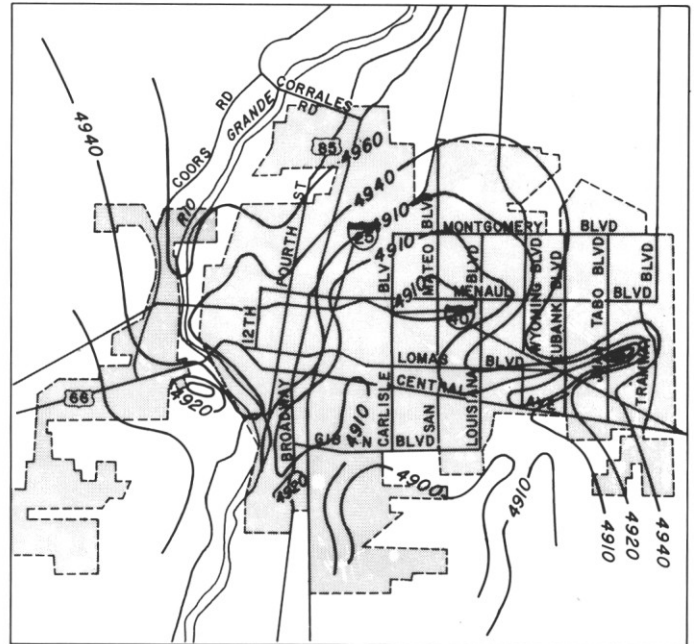 CORRALES
RD
RD
GRANDE
COORS
RIO
4940
85
4960
ST
FOURTH
4940
4910
25
4910
4910
MONTGOMERY BLVD
BLVD
MATEO
SAN
BLVD
LOUISIANA
BLV
CARLISLE
MENAUL BLVD
40
WYOMING BLVD
EUBANK BLVD
TABO BLVD
JUAN
BLVD
TRAMWAY
12TH
BROADWAY
LOMAS BLVD
CENTRAL
AVE
66
4920
4910
BLVD
4920
4900
4910
4910
4920
4940